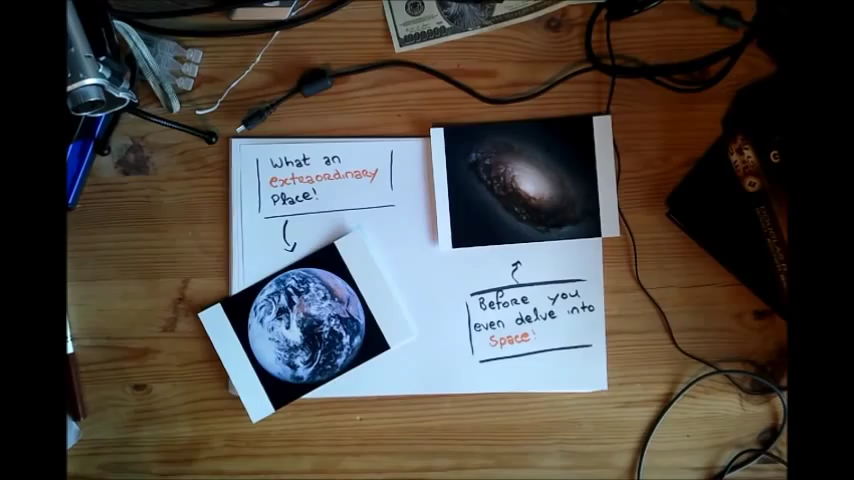 What an
extraordinary
Place!
Before you
even delve into
Space!